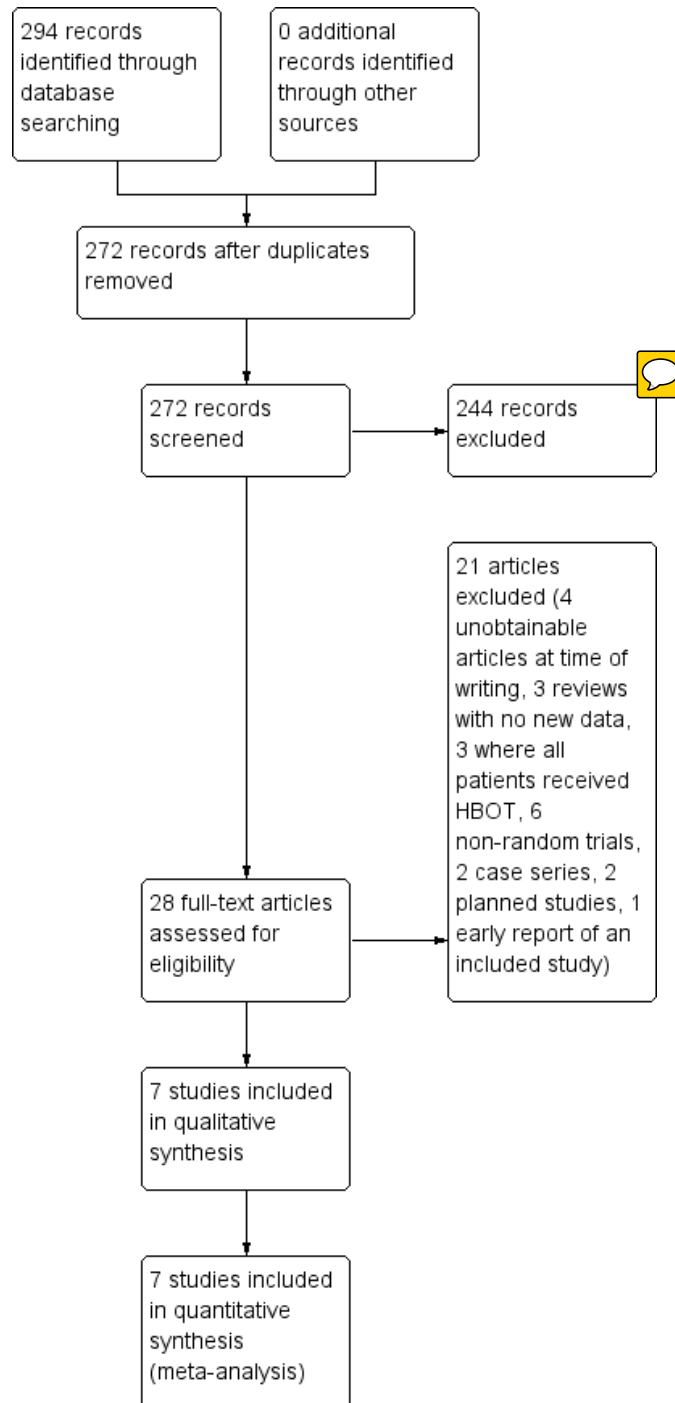 294 records
identified through
database
searching
0 additional
records identified
through other
sources
272 records after duplicates
removed
272 records
screened
244 records
excluded
21 articles
excluded (4
unobtainable
articles at time of
writing, 3 reviews
with no new data,
3 where all
patients received
HBOT, 6
non-random trials,
2 case series, 2
planned studies, 1
early report of an
included study)
28 full-text articles
assessed for
eligibility
7 studies included
in qualitative
synthesis
7 studies included
in quantitative
synthesis
(meta-analysis)